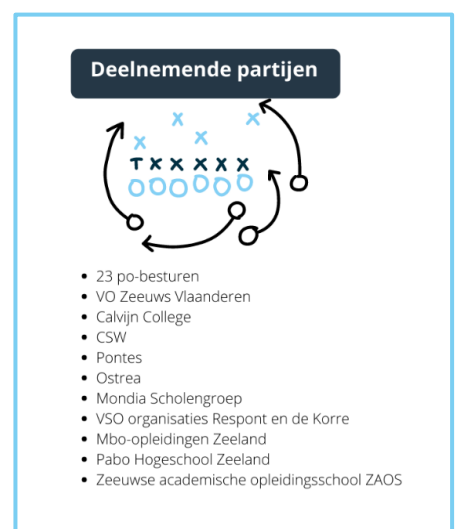 Deelnemende partijen
x x x x
T x x x x x
O O O O O O
• 23 po-besturen
• VO Zeeuws Vlaanderen
• Calvijn College
• CSW
• Pontes
• Ostrea
• Mondia Scholengroep
• VSO organisaties Respont en de Korre
• Mbo-opleidingen Zeeland
• Pabo Hogeschool Zeeland
• Zeeuwse academische opleidingsschool ZAOS